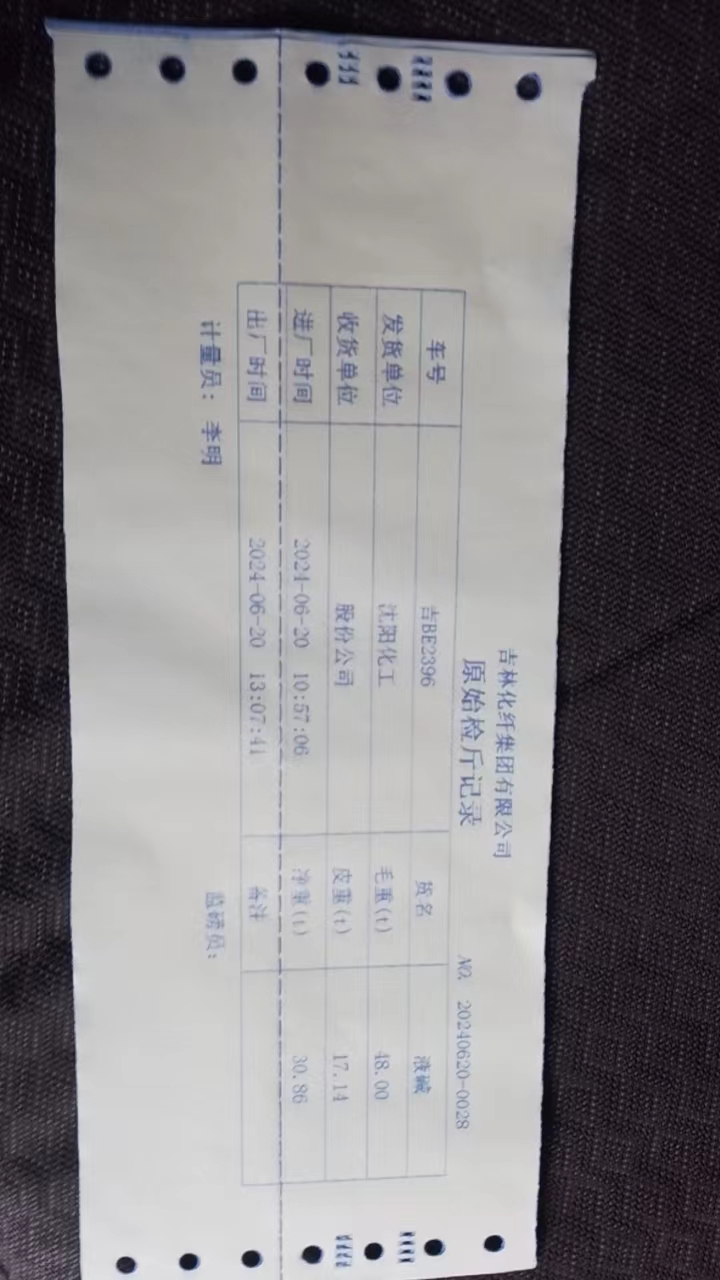 吉林化纤集团有限公司
原始检斤记录
NO. 20240620-0028
车号 吉BE2396 货名 液碱
发货单位 沈阳化工 毛重(t) 48.00
收货单位 股份公司 皮重(t) 17.14
进厂时间 2024-06-20 10:57:06 净重(t) 30.86
出厂时间 2024-06-20 13:07:41 备注
计量员: 李明 监磅员: